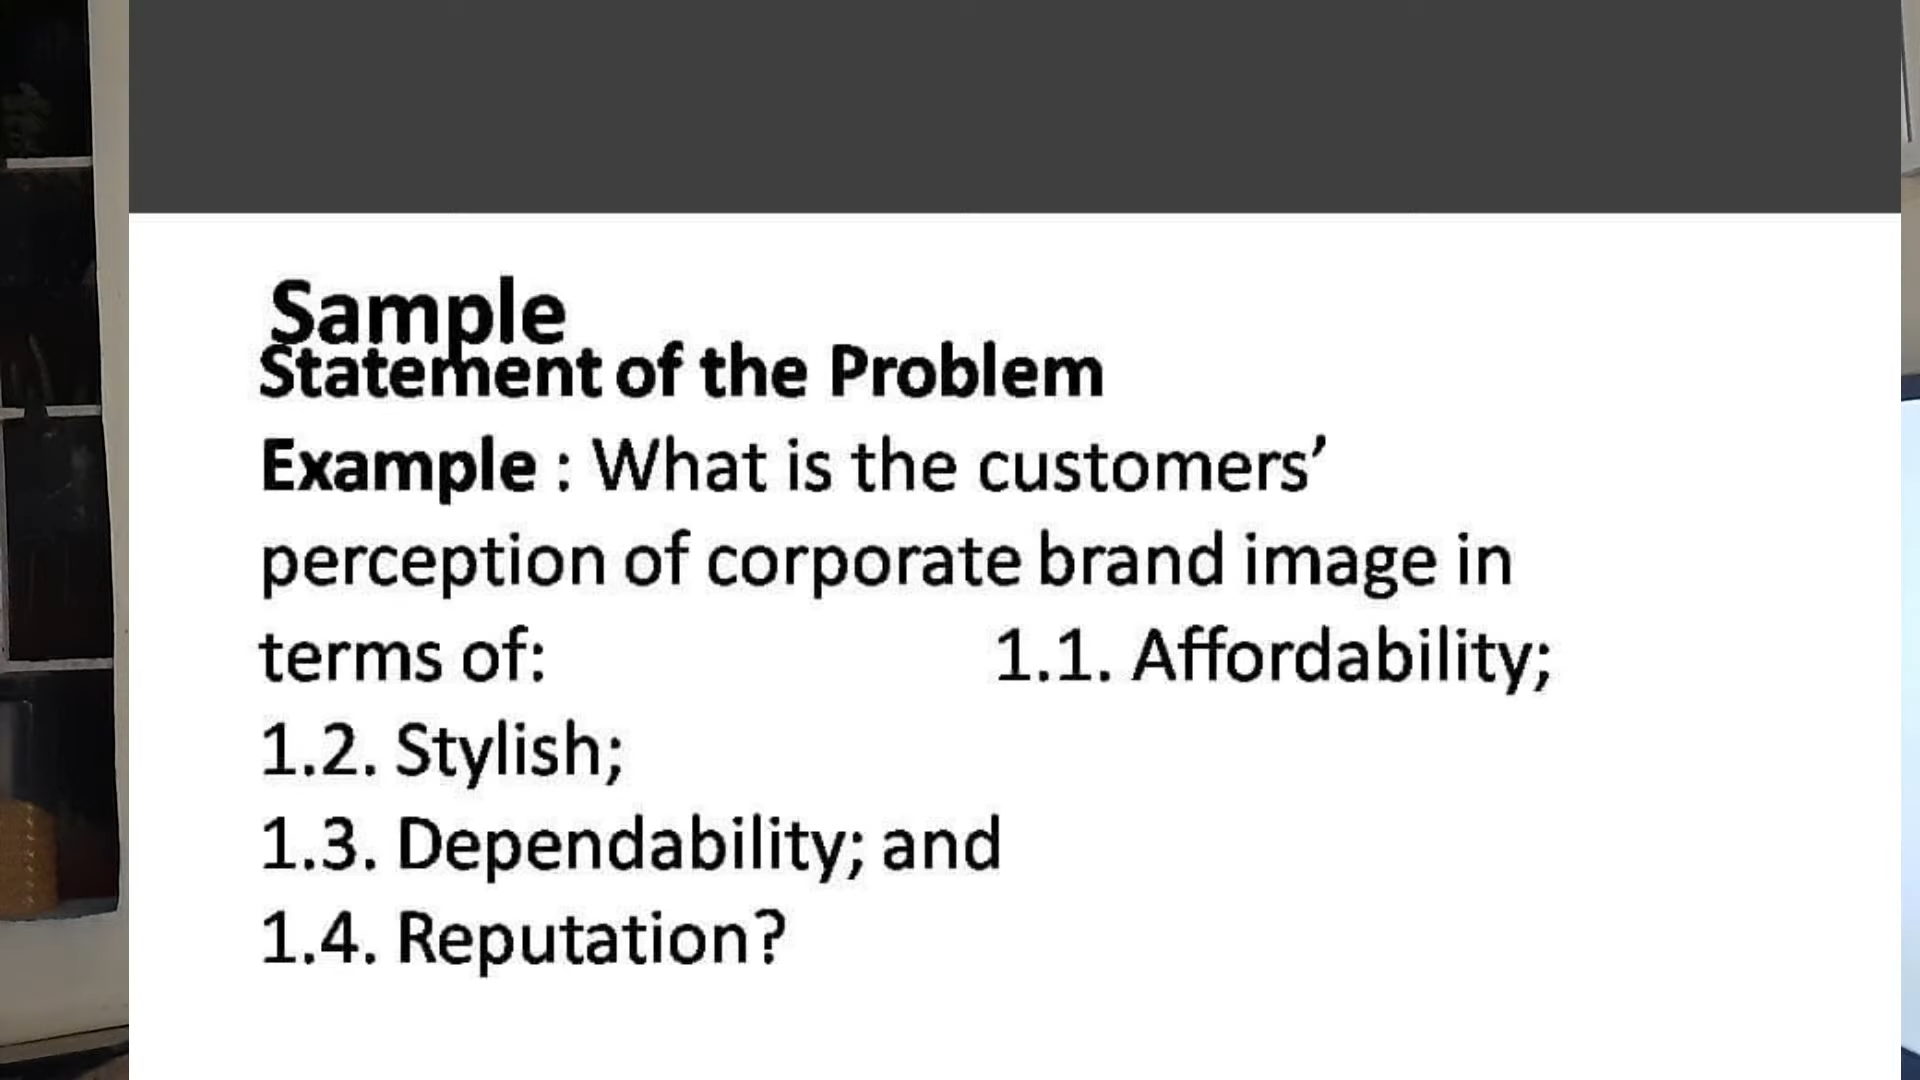 Sample
Statement of the Problem
Example : What is the customers’
perception of corporate brand image in
terms of: 1.1. Affordability;
1.2. Stylish;
1.3. Dependability; and
1.4. Reputation?